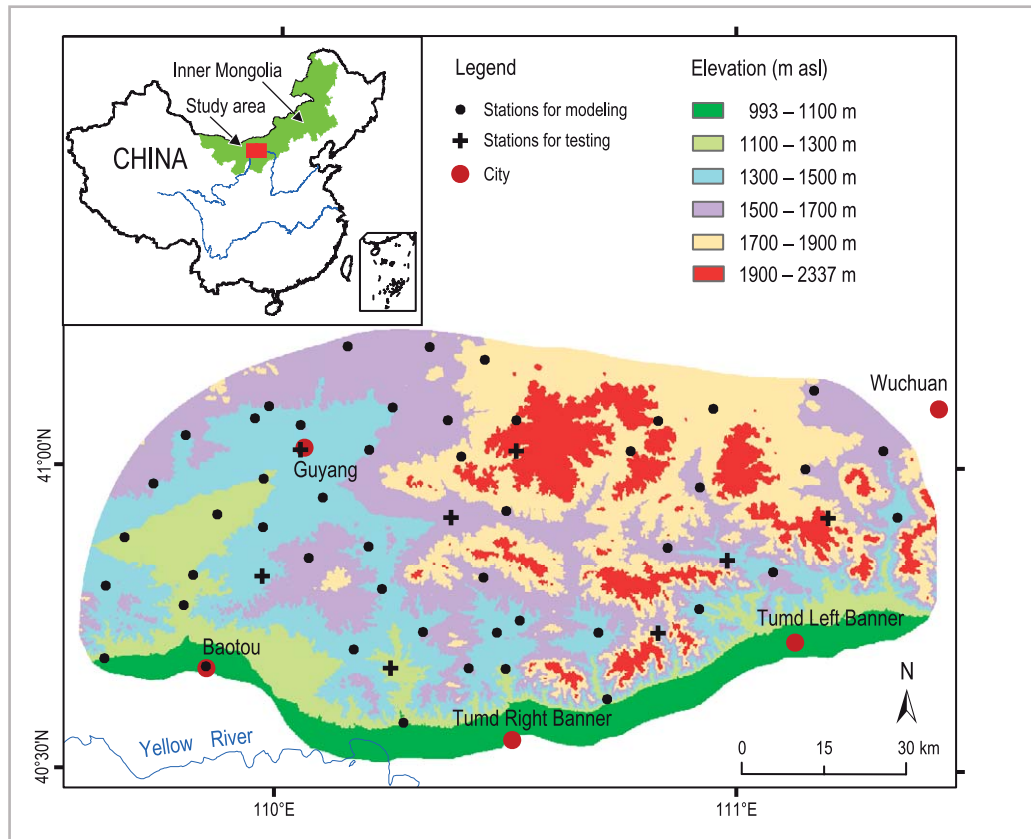 Inner Mongolia
Study area
CHINA
Legend
Stations for modeling
Stations for testing
City
Elevation (m asl)
993 – 1100 m
1100 – 1300 m
1300 – 1500 m
1500 – 1700 m
1700 – 1900 m
1900 – 2337 m
Wuchuan
41°00'N
Guyang
Baotou
Tumd Left Banner
Tumd Right Banner
N
Yellow River
0 15 30 km
40°30'N
110°E 111°E